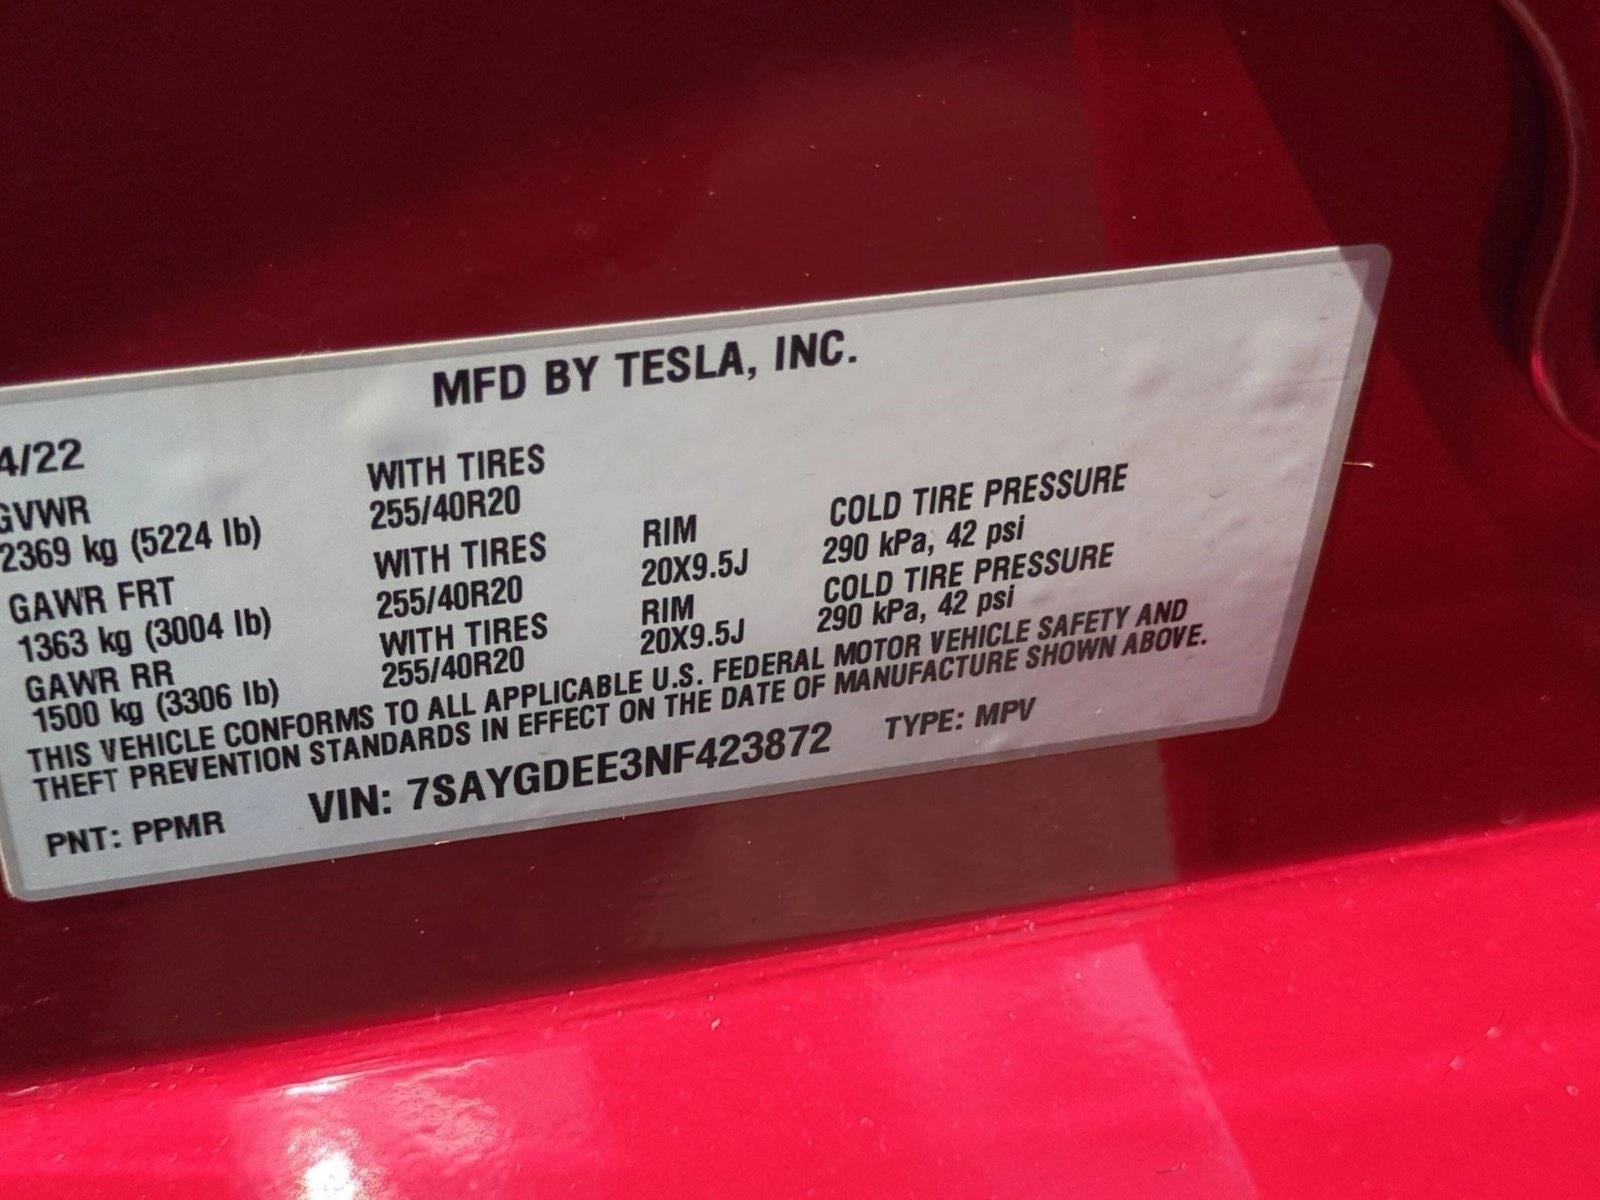 MFD BY TESLA, INC.
4/22
GVWR WITH TIRES
2369 kg (5224 lb) 255/40R20
GAWR FRT WITH TIRES RIM COLD TIRE PRESSURE
1363 kg (3004 lb) 255/40R20 20X9.5J 290 kPa, 42 psi
GAWR RR WITH TIRES RIM COLD TIRE PRESSURE
1500 kg (3306 lb) 255/40R20 20X9.5J 290 kPa, 42 psi
THIS VEHICLE CONFORMS TO ALL APPLICABLE U.S. FEDERAL MOTOR VEHICLE SAFETY AND
THEFT PREVENTION STANDARDS IN EFFECT ON THE DATE OF MANUFACTURE SHOWN ABOVE.
PNT: PPMR VIN: 7SAYGDEE3NF423872 TYPE: MPV